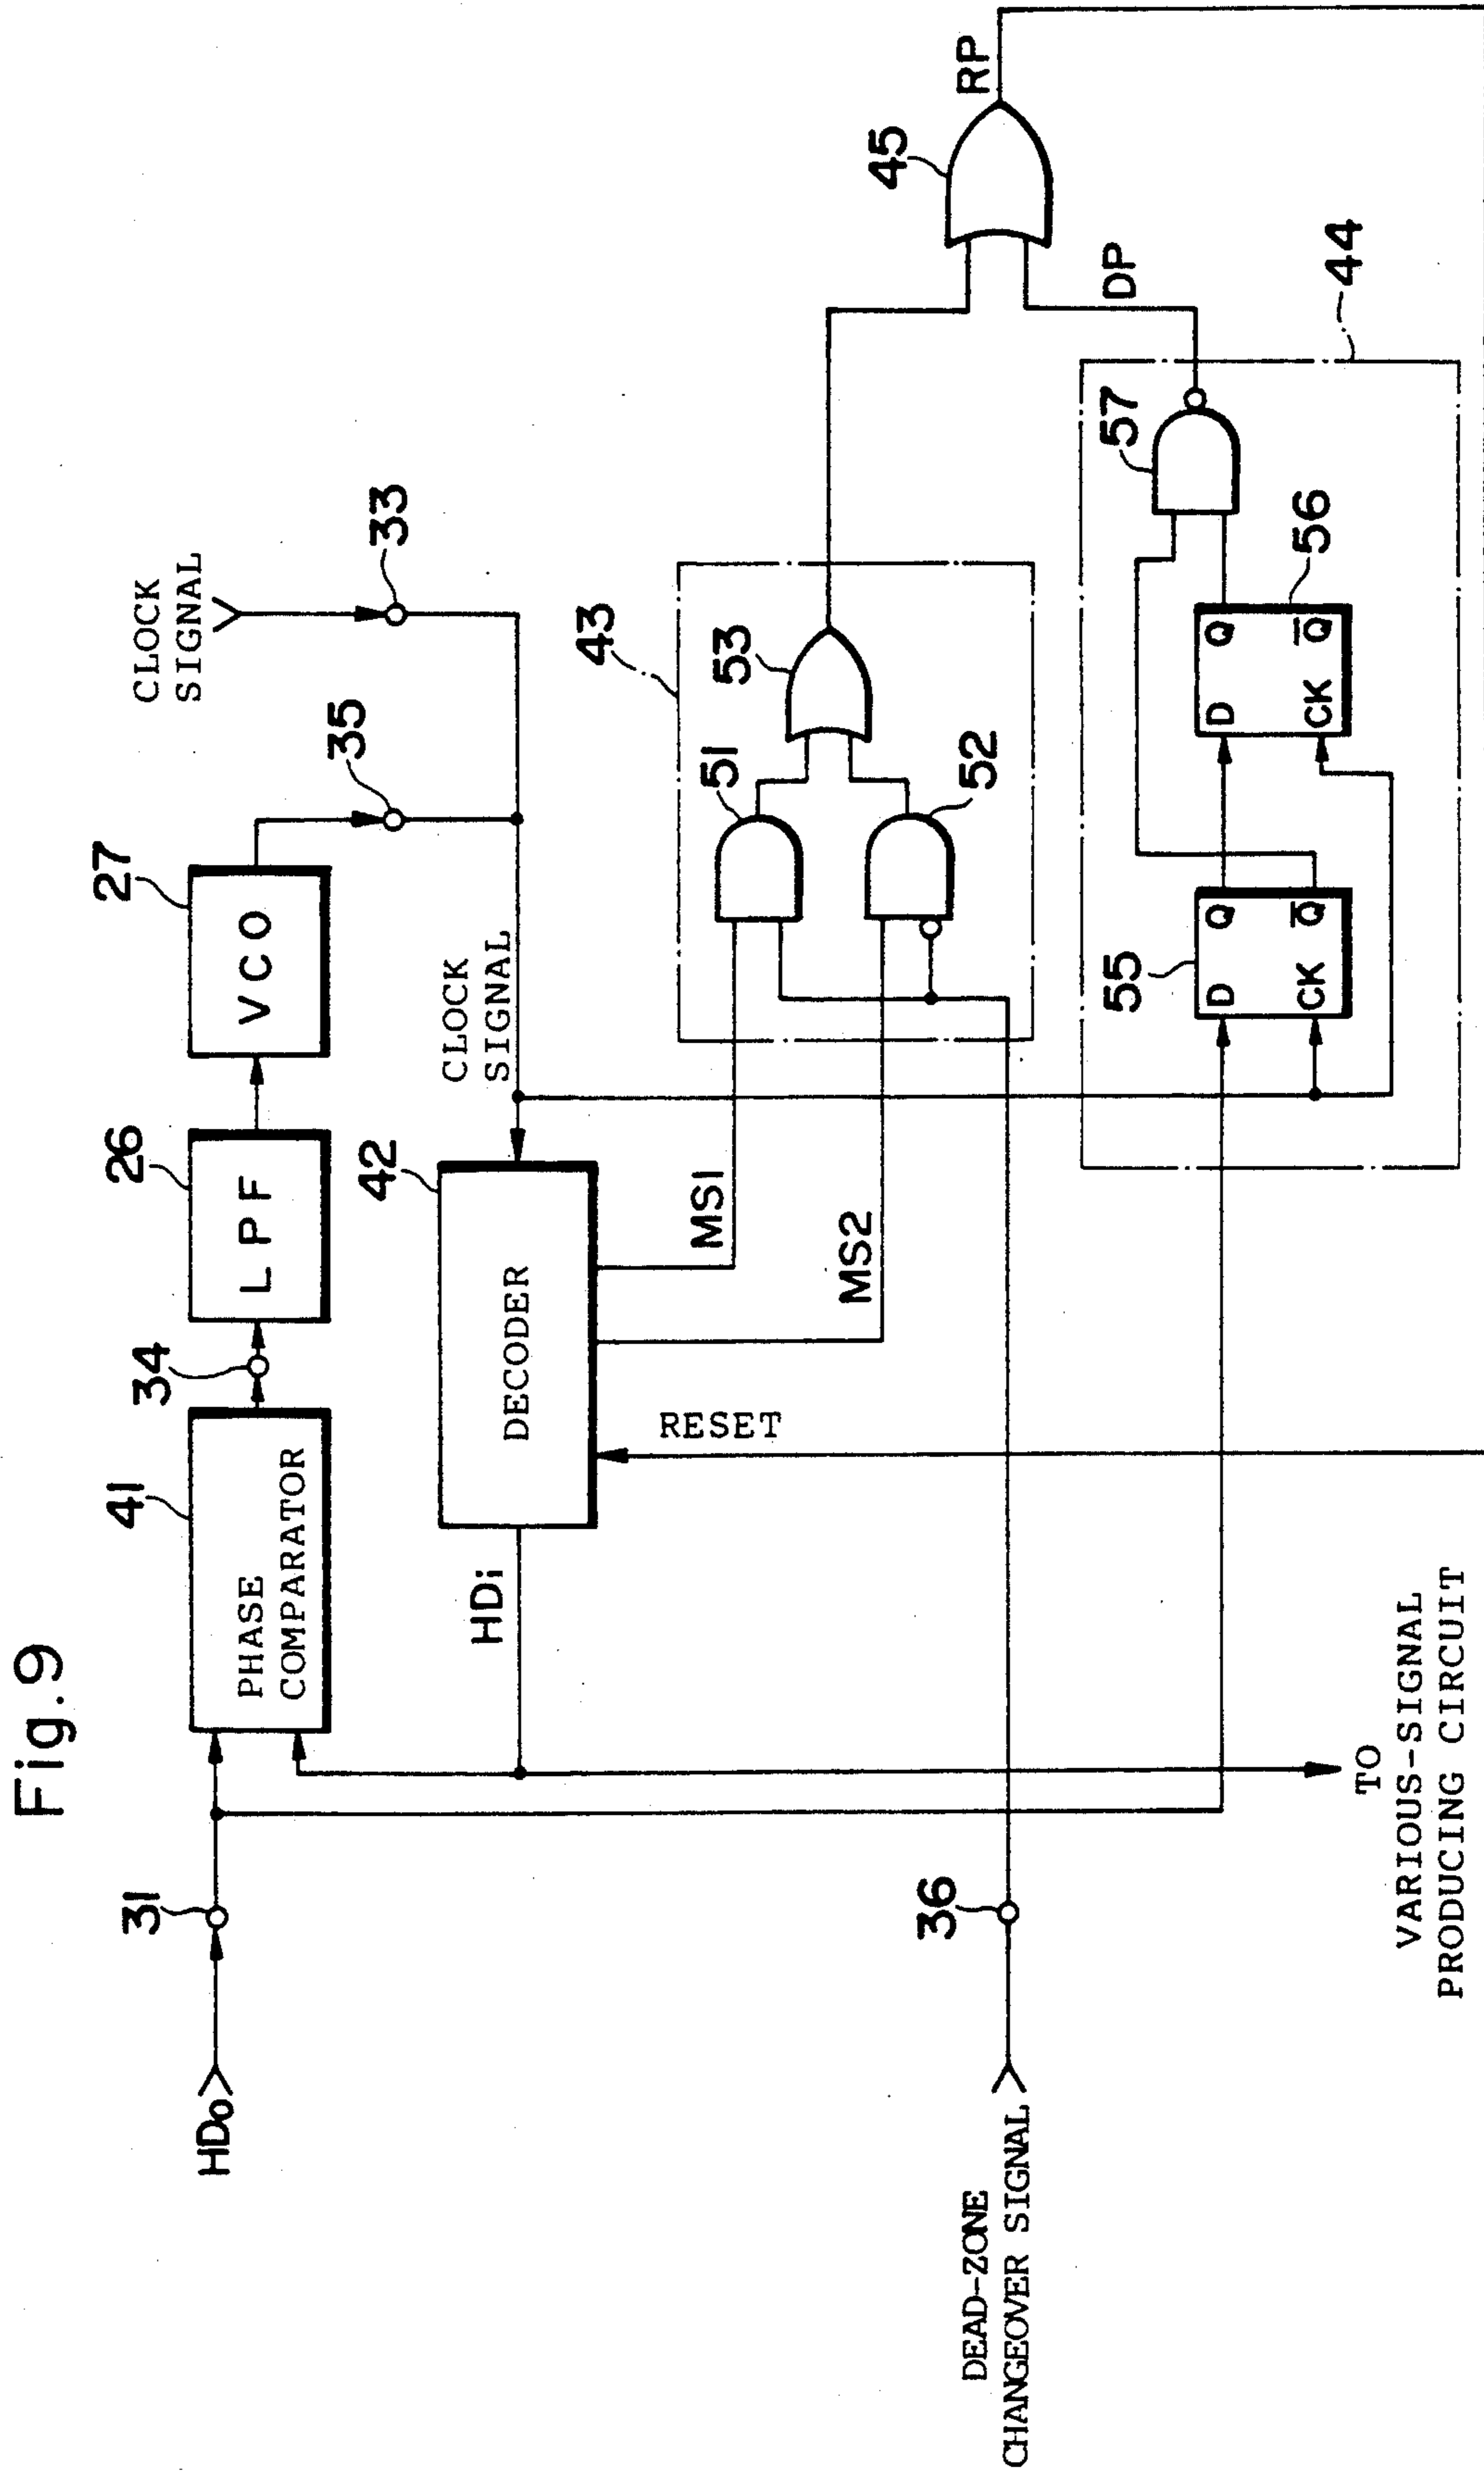 Fig.9
HD0
31
41
PHASE
COMPARATOR
34
26
LPF
27
VCO
35
33
CLOCK
SIGNAL
HDi
42
DECODER
CLOCK
SIGNAL
RESET
MS1
MS2
43
51
52
53
45
RP
DP
44
55
D
Q
CK
Q̅
56
D
Q
CK
Q̅
57
36
DEAD-ZONE
CHANGEOVER SIGNAL
TO
VARIOUS-SIGNAL
PRODUCING CIRCUIT